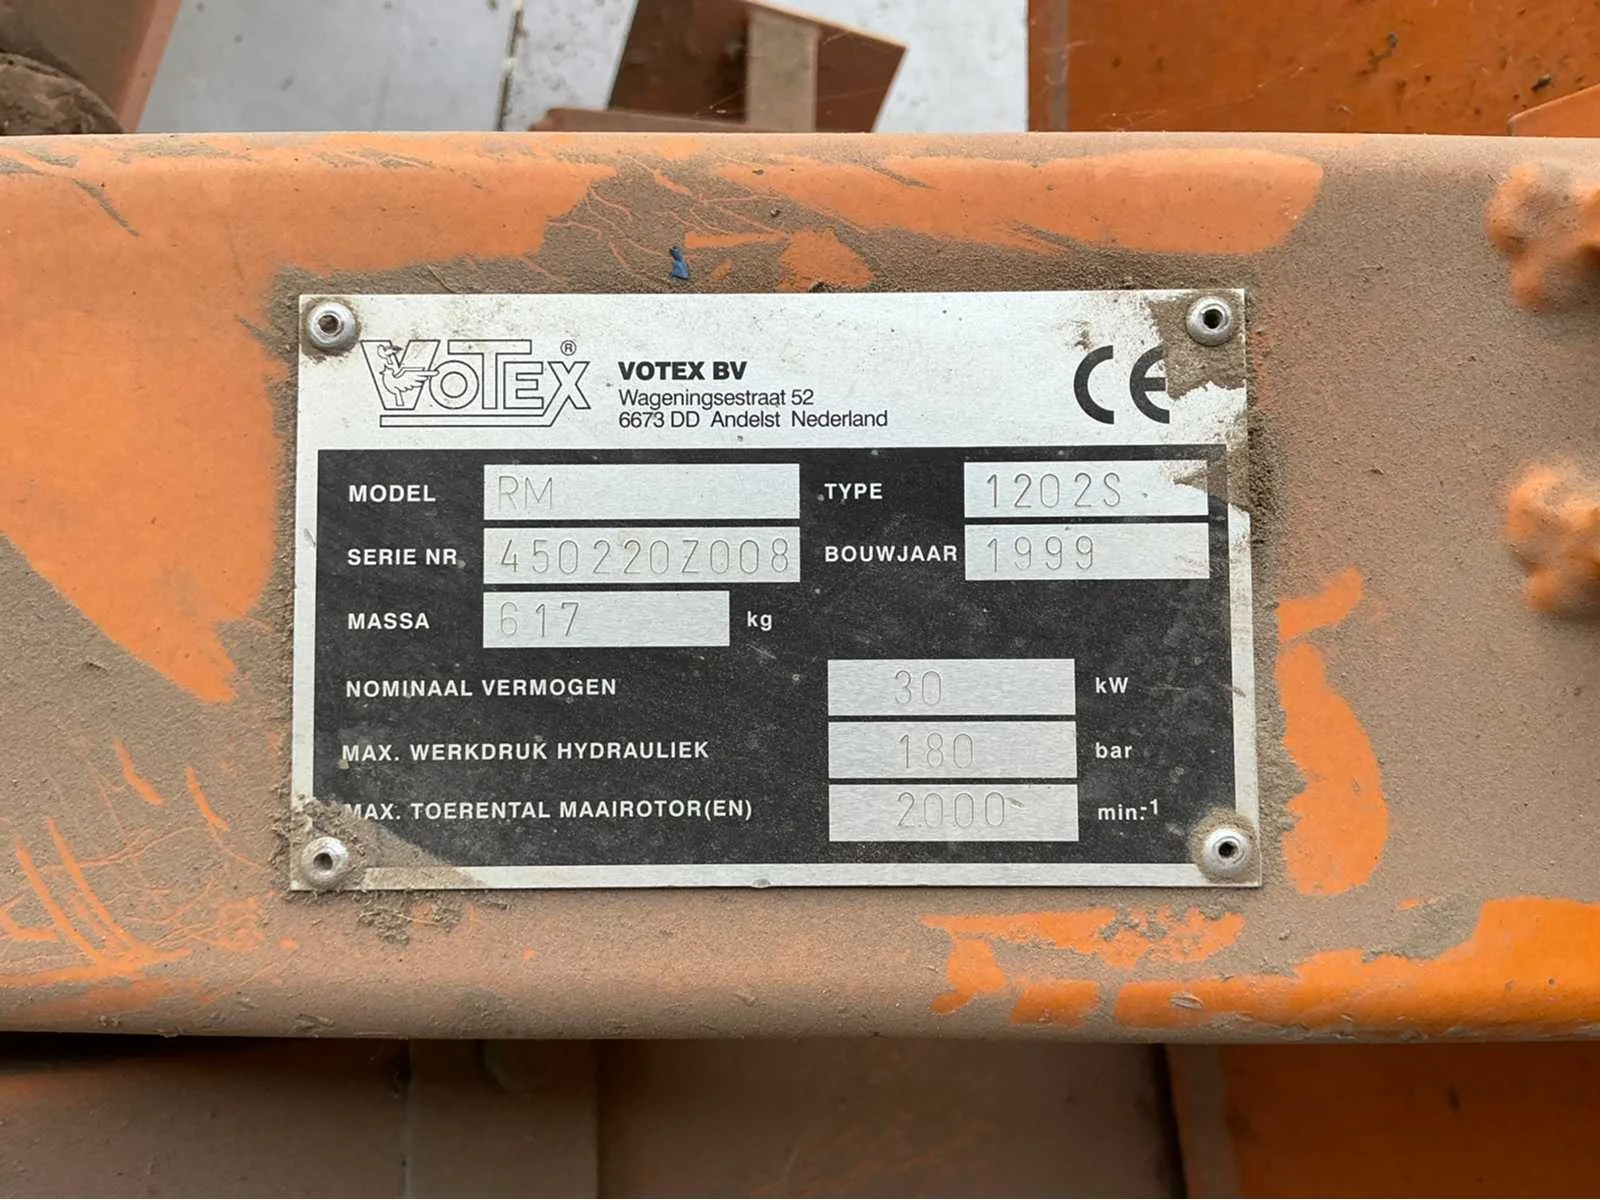 VOTEX ®
VOTEX BV
Wageningsestraat 52
6673 DD Andelst Nederland
CE
MODEL RM TYPE 1202S
SERIE NR 450220Z008 BOUWJAAR 1999
MASSA 617 kg
NOMINAAL VERMOGEN 30 kW
MAX. WERKDRUK HYDRAULIEK 180 bar
MAX. TOERENTAL MAAIROTOR(EN) 2000 min.-1